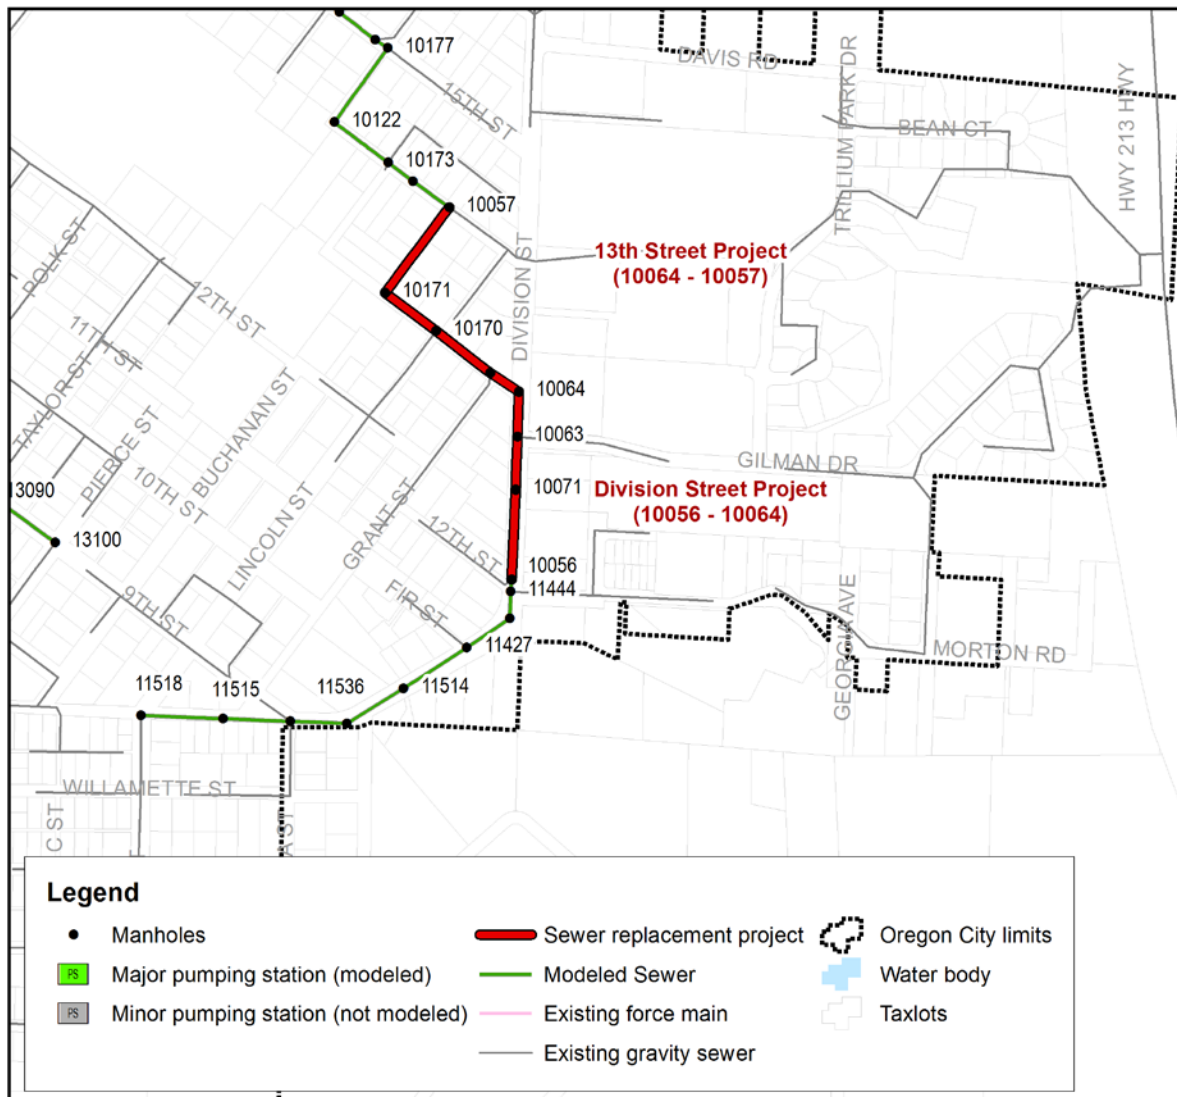 10177
DAVIS RD
15TH ST
TRILLIUM PARK DR
HWY 213 HWY
10122
BEAN CT
10173
10057
POLK ST
DIVISION ST
13th Street Project
(10064 - 10057)
12TH ST
10171
11TH ST
10170
TAYLOR ST
BUCHANAN ST
10064
PIERCE ST
10063
GILMAN DR
10TH ST
13090
10071
Division Street Project
(10056 - 10064)
LINCOLN ST
GRANT ST
12TH ST
13100
10056
11444
9TH ST
FIR ST
GEORGIA AVE
11427
MORTON RD
11518
11515
11536
11514
WILLAMETTE ST
C ST
A ST
Legend
Manholes
Sewer replacement project
Oregon City limits
PS
Major pumping station (modeled)
Modeled Sewer
Water body
PS
Minor pumping station (not modeled)
Existing force main
Taxlots
Existing gravity sewer